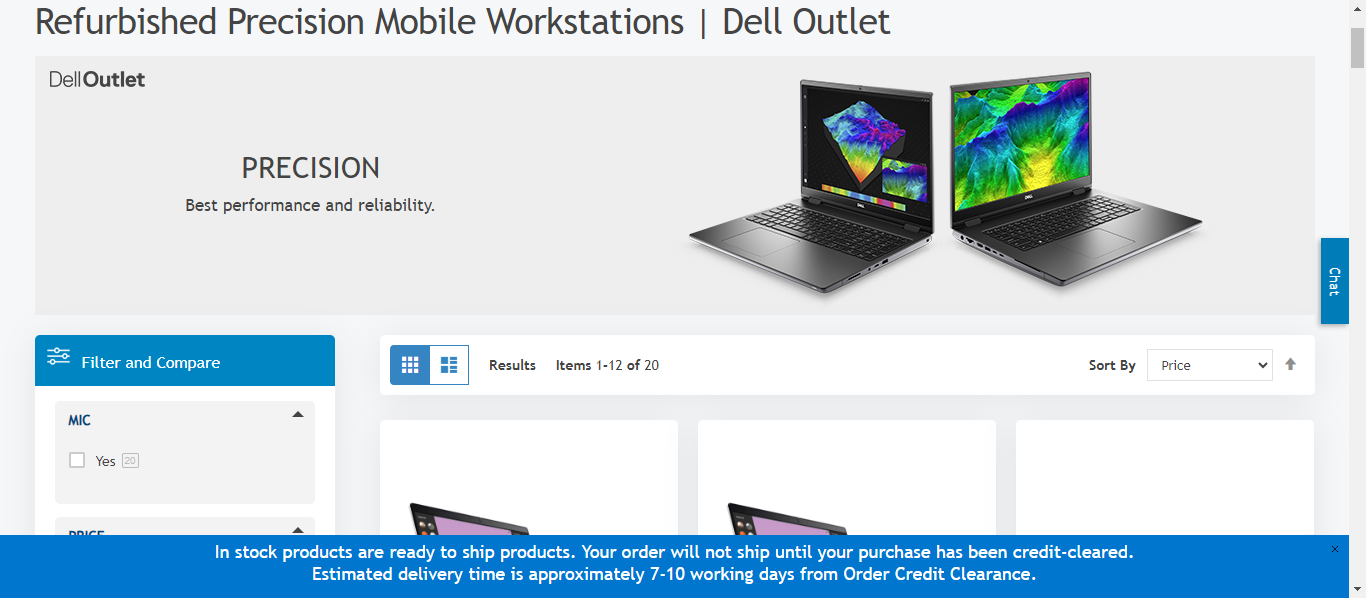 Refurbished Precision Mobile Workstations | Dell Outlet
DellOutlet
PRECISION
Best performance and reliability.
Chat
Filter and Compare
Results Items 1-12 of 20
Sort By Price
MIC
Yes 20
PRICE
In stock products are ready to ship products. Your order will not ship until your purchase has been credit-cleared.
Estimated delivery time is approximately 7-10 working days from Order Credit Clearance.